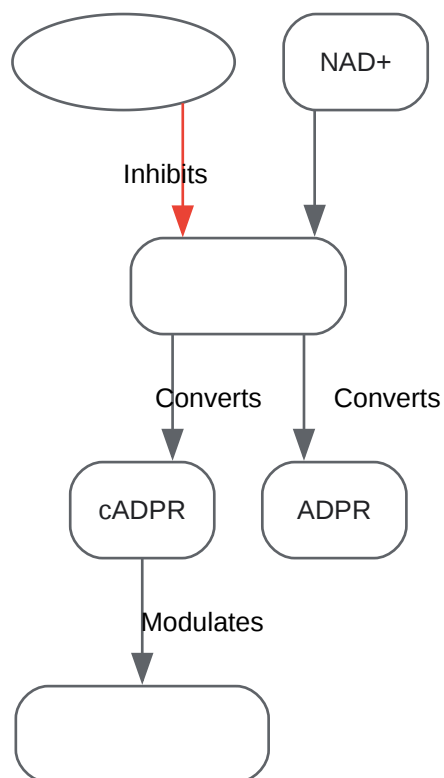 NAD+
Inhibits
Converts
Converts
cADPR
ADPR
Modulates